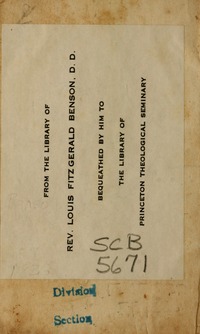 FROM THE LIBRARY OF
REV. LOUIS FITZGERALD BENSON, D. D.
BEQUEATHED BY HIM TO
THE LIBRARY OF
PRINCETON THEOLOGICAL SEMINARY
SCB
5671
Division
Section